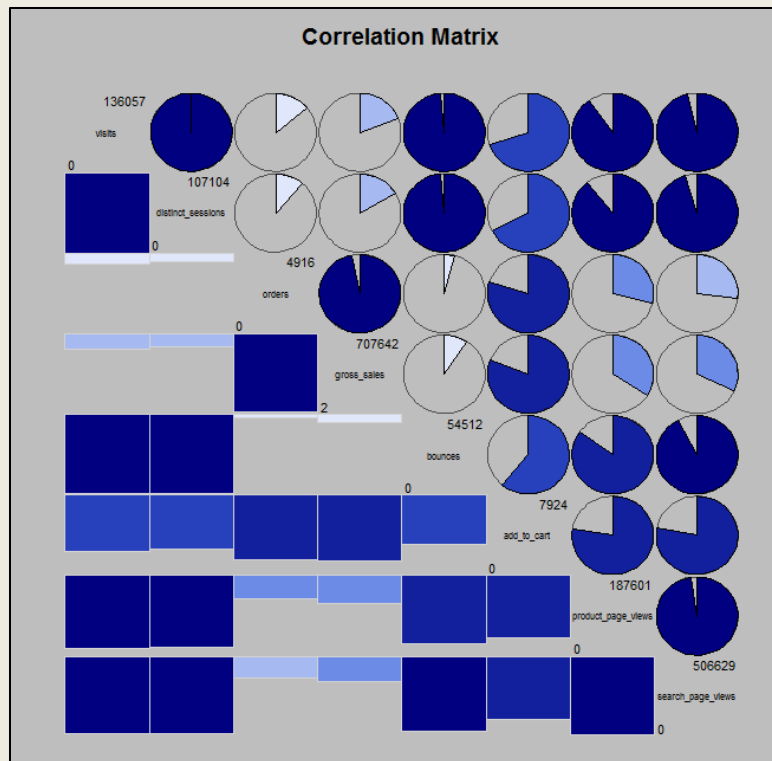 Correlation Matrix
136057
visits
0
107104
distinct_sessions
0
4916
orders
0
707642
gross_sales
2
54512
bounces
0
7924
add_to_cart
0
187601
product_page_views
0
506629
search_page_views
0